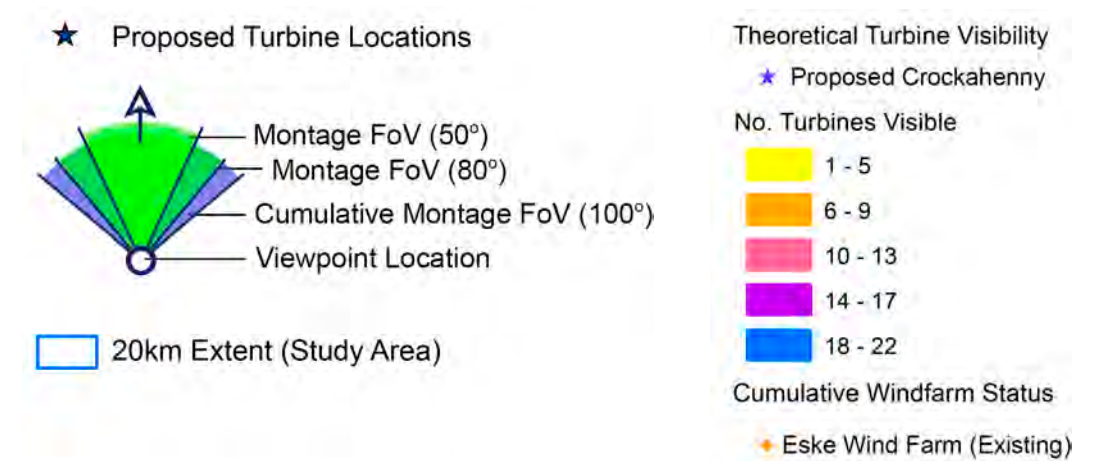 Proposed Turbine Locations
Montage FoV (50°)
Montage FoV (80°)
Cumulative Montage FoV (100°)
Viewpoint Location
20km Extent (Study Area)
Theoretical Turbine Visibility
Proposed Crockahenny
No. Turbines Visible
1 - 5
6 - 9
10 - 13
14 - 17
18 - 22
Cumulative Windfarm Status
Eske Wind Farm (Existing)